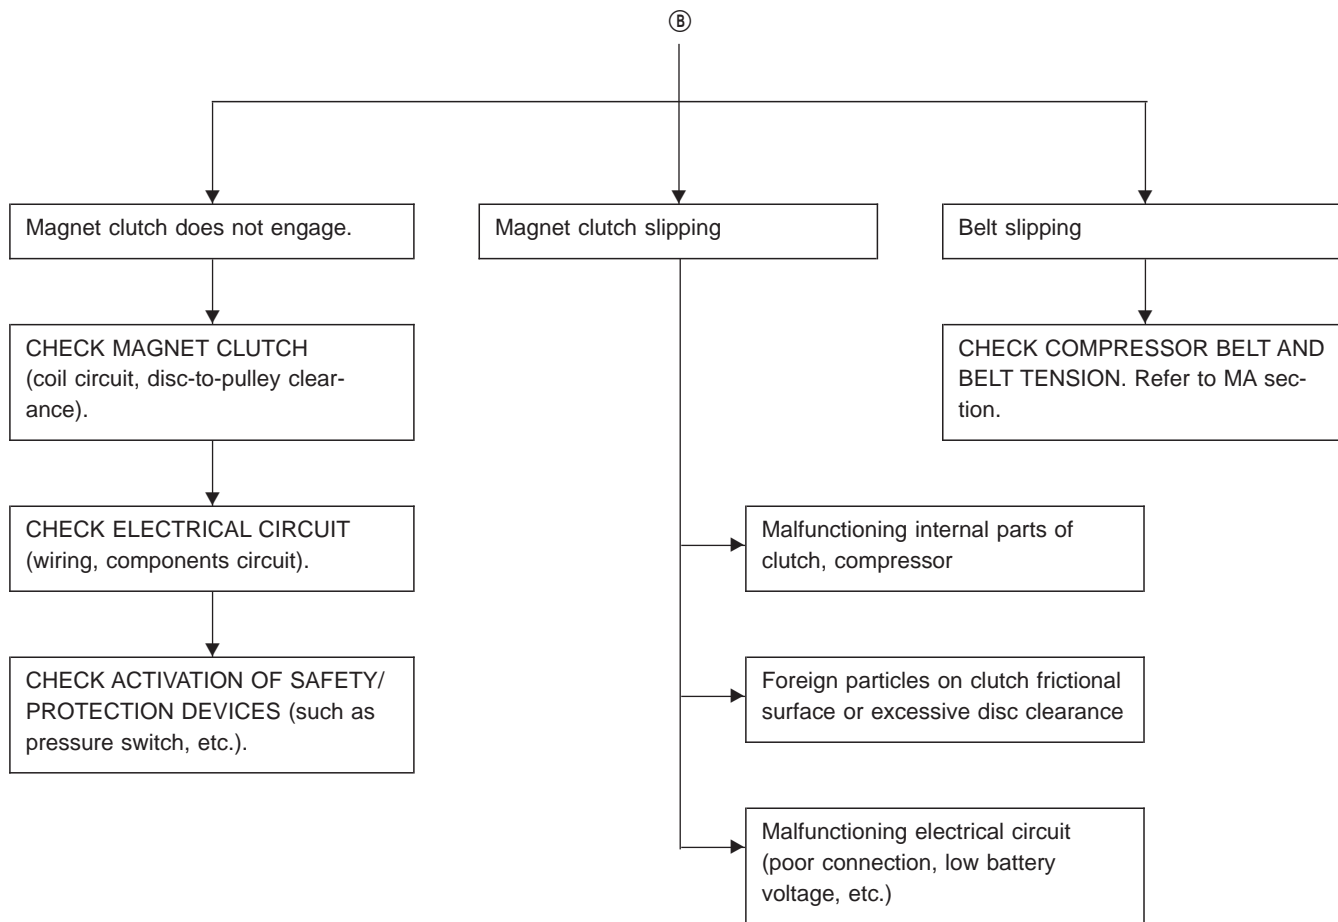 Ⓑ
Magnet clutch does not engage.
Magnet clutch slipping
Belt slipping
CHECK MAGNET CLUTCH
(coil circuit, disc-to-pulley clear-
ance).
CHECK COMPRESSOR BELT AND
BELT TENSION. Refer to MA sec-
tion.
CHECK ELECTRICAL CIRCUIT
(wiring, components circuit).
Malfunctioning internal parts of
clutch, compressor
CHECK ACTIVATION OF SAFETY/
PROTECTION DEVICES (such as
pressure switch, etc.).
Foreign particles on clutch frictional
surface or excessive disc clearance
Malfunctioning electrical circuit
(poor connection, low battery
voltage, etc.)